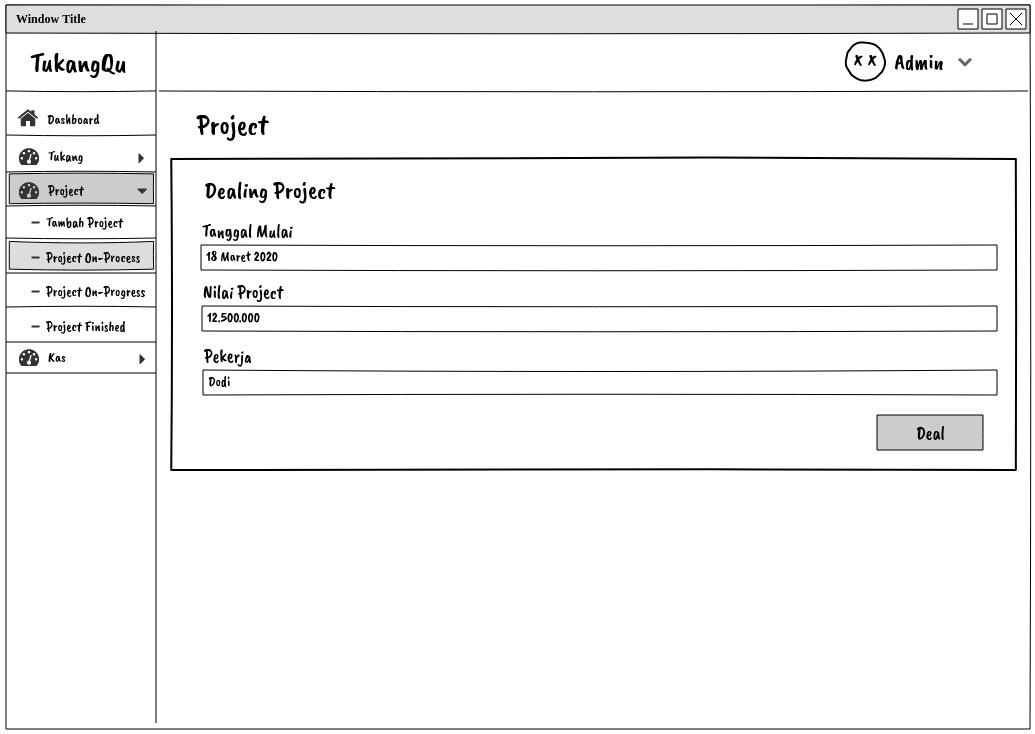 Window Title
TukangQu
Admin
Dashboard
Tukang
Project
– Tambah Project
– Project On-Process
– Project On-Progress
– Project Finished
Kas
Project
Dealing Project
Tanggal Mulai
18 Maret 2020
Nilai Project
12.500.000
Pekerja
Dodi
Deal